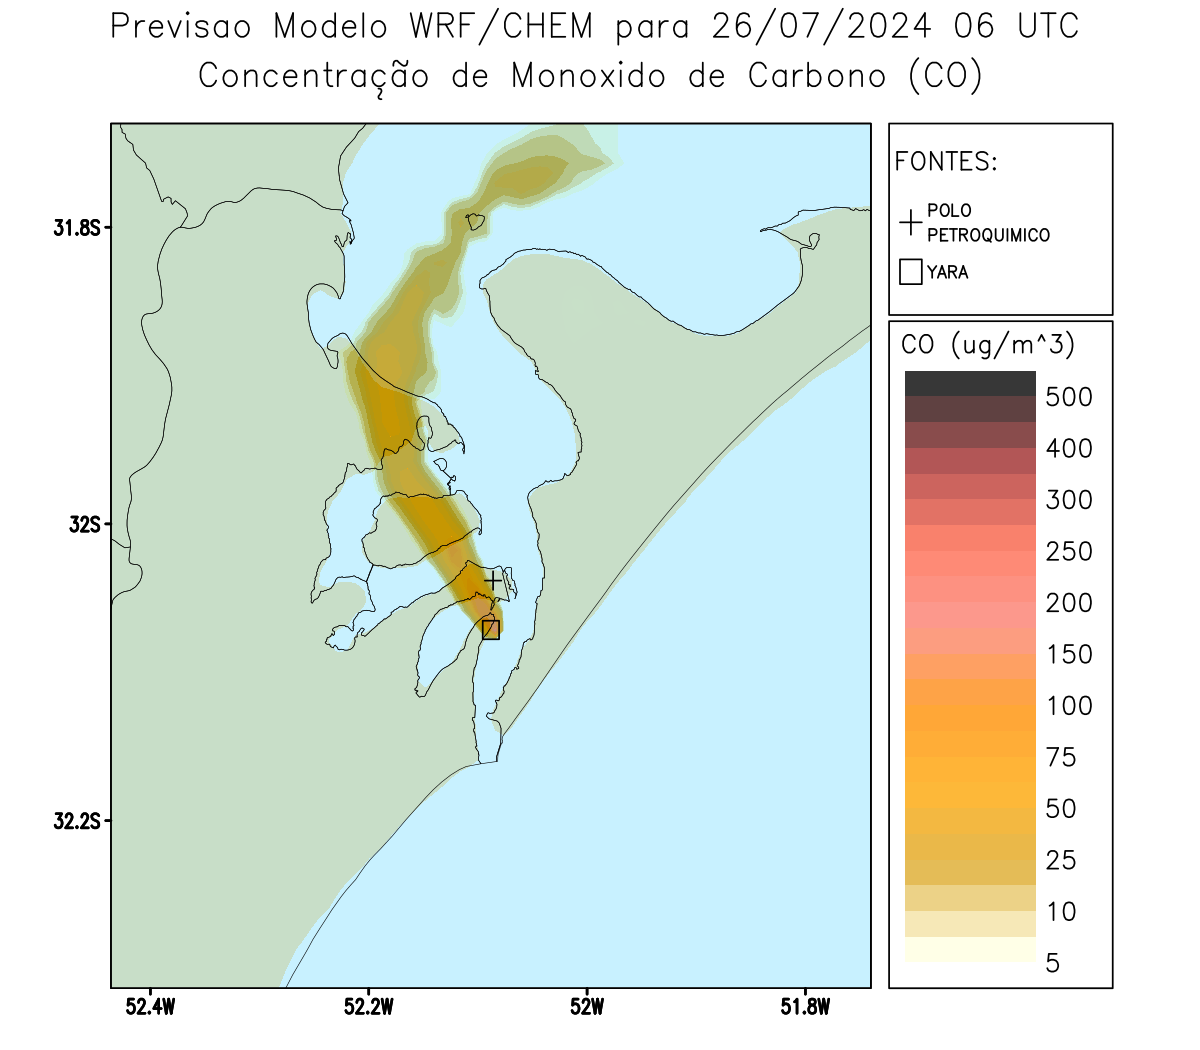 Previsao Modelo WRF/CHEM para 26/07/2024 06 UTC
Concentração de Monoxido de Carbono (CO)
FONTES:
POLO
PETROQUIMICO
YARA
CO (ug/m^3)
500
400
300
250
200
150
100
75
50
25
10
5
31.8S
32S
32.2S
52.4W
52.2W
52W
51.8W